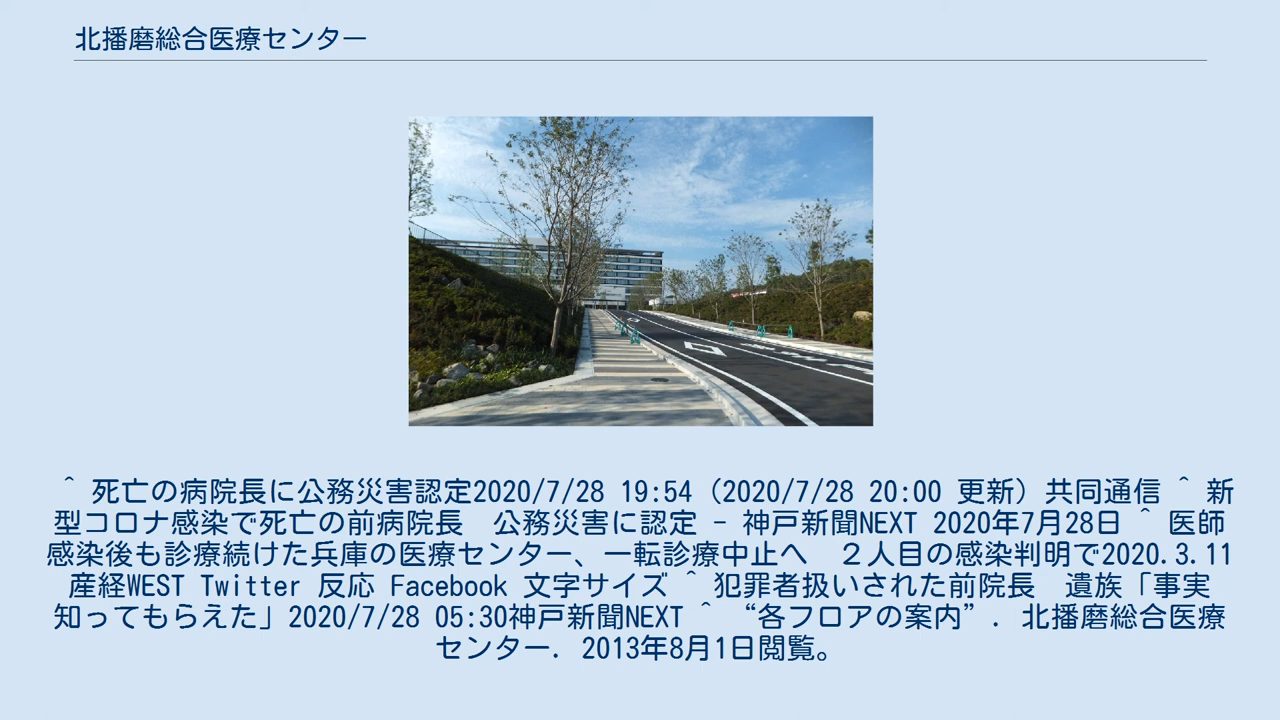 北播磨総合医療センター
^ 死亡の病院長に公務災害認定2020/7/28 19:54 (2020/7/28 20:00 更新) 共同通信 ^ 新
型コロナ感染で死亡の前病院長　公務災害に認定 - 神戸新聞NEXT 2020年7月28日 ^ 医師
感染後も診療続けた兵庫の医療センター、一転診療中止へ　２人目の感染判明で2020.3.11
産経WEST Twitter 反応 Facebook 文字サイズ ^ 犯罪者扱いされた前院長　遺族「事実
知ってもらえた」2020/7/28 05:30神戸新聞NEXT ^ “各フロアの案内”. 北播磨総合医療
センター. 2013年8月1日閲覧。